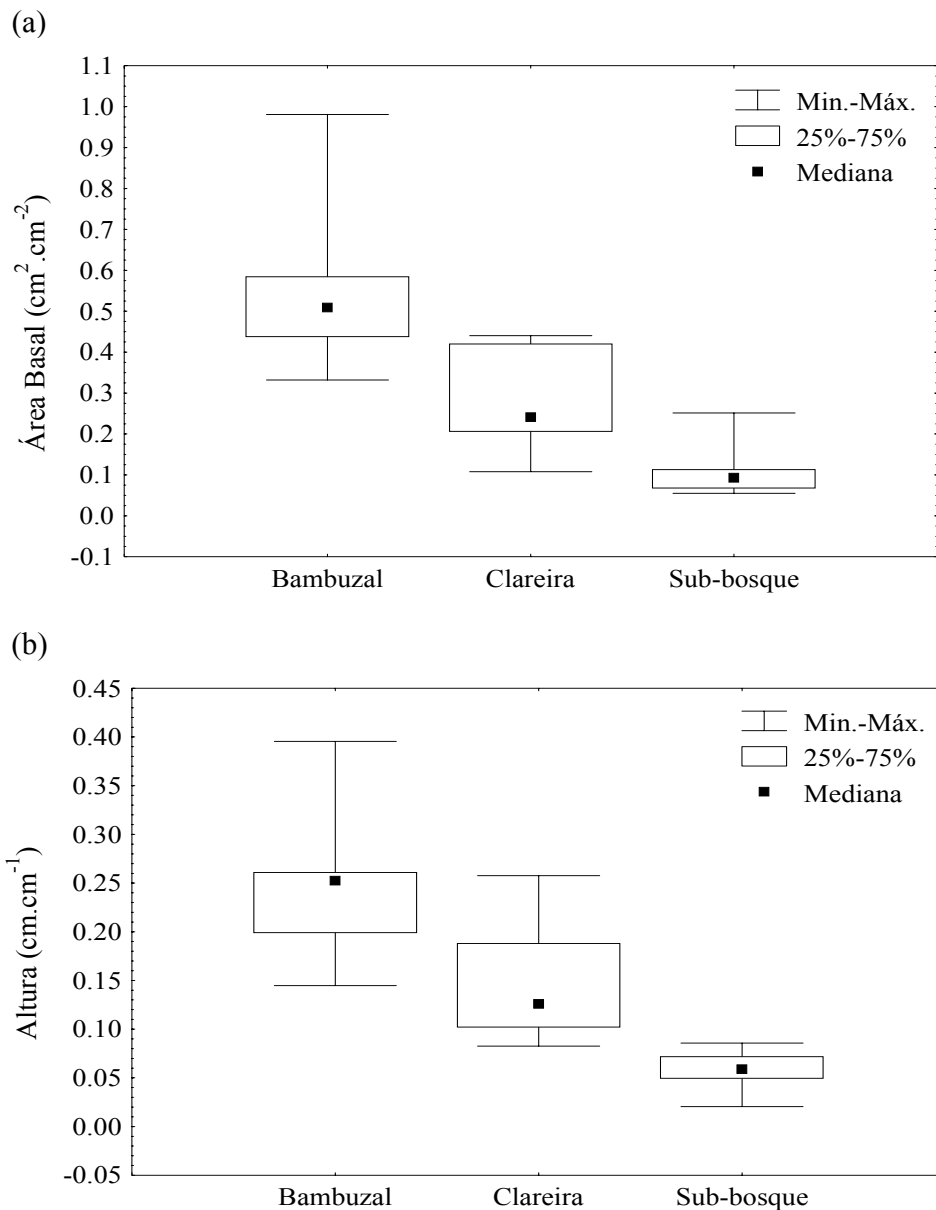 (a)
1.1
1.0
0.9
0.8
0.7
0.6
0.5
0.4
0.3
0.2
0.1
0.0
-0.1
Área Basal (cm².cm⁻²)
Min.-Máx.
25%-75%
Mediana
Bambuzal Clareira Sub-bosque
(b)
0.45
0.40
0.35
0.30
0.25
0.20
0.15
0.10
0.05
0.00
-0.05
Altura (cm.cm⁻¹)
Min.-Máx.
25%-75%
Mediana
Bambuzal Clareira Sub-bosque